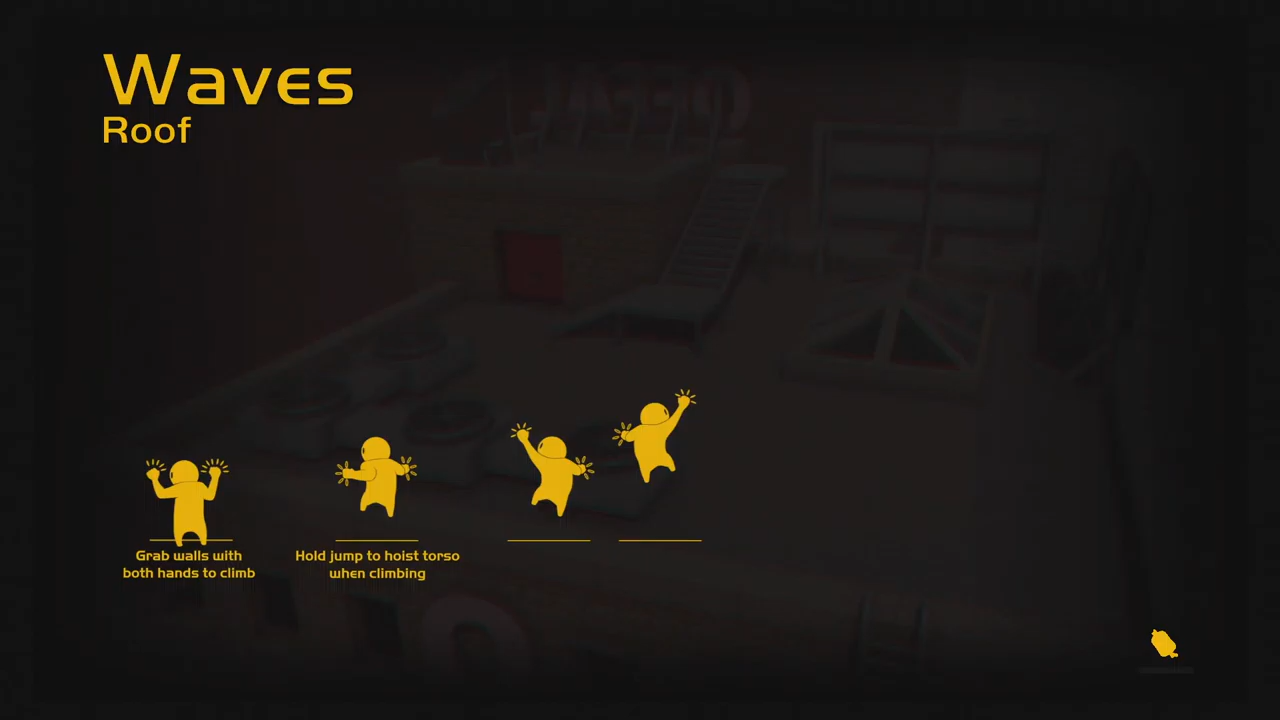 Waves
Roof
Grab walls with
both hands to climb
Hold jump to hoist torso
when climbing